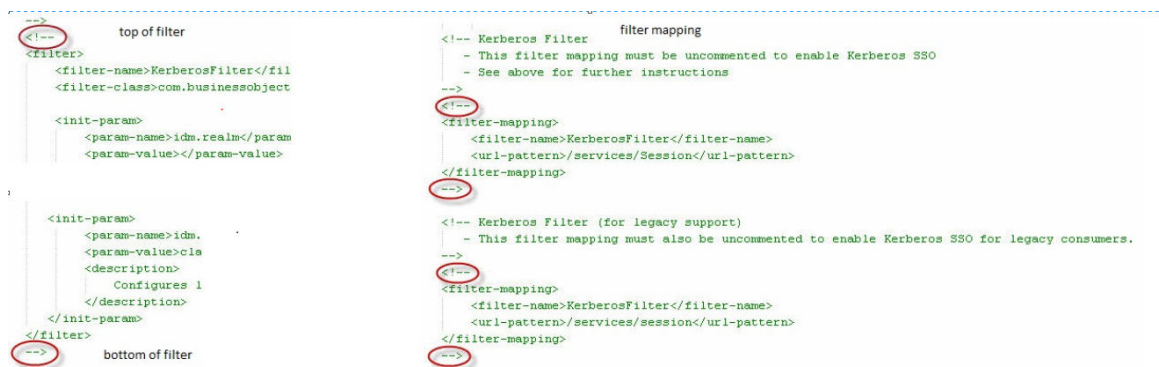 -->
<!--
top of filter
<filter>
<filter-name>KerberosFilter</fil
<filter-class>com.businessobject
<init-param>
<param-name>idm.realm</param
<param-value></param-value>
<init-param>
<param-name>idm.
<param-value>cla
<description>
Configures l
</description>
</init-param>
</filter>
-->
bottom of filter
filter mapping
<!-- Kerberos Filter
- This filter mapping must be uncommented to enable Kerberos SSO
- See above for further instructions
-->
<!--
<filter-mapping>
<filter-name>KerberosFilter</filter-name>
<url-pattern>/services/Session</url-pattern>
</filter-mapping>
-->
<!-- Kerberos Filter (for legacy support)
- This filter mapping must also be uncommented to enable Kerberos SSO for legacy consumers.
-->
<!--
<filter-mapping>
<filter-name>KerberosFilter</filter-name>
<url-pattern>/services/session</url-pattern>
</filter-mapping>
-->